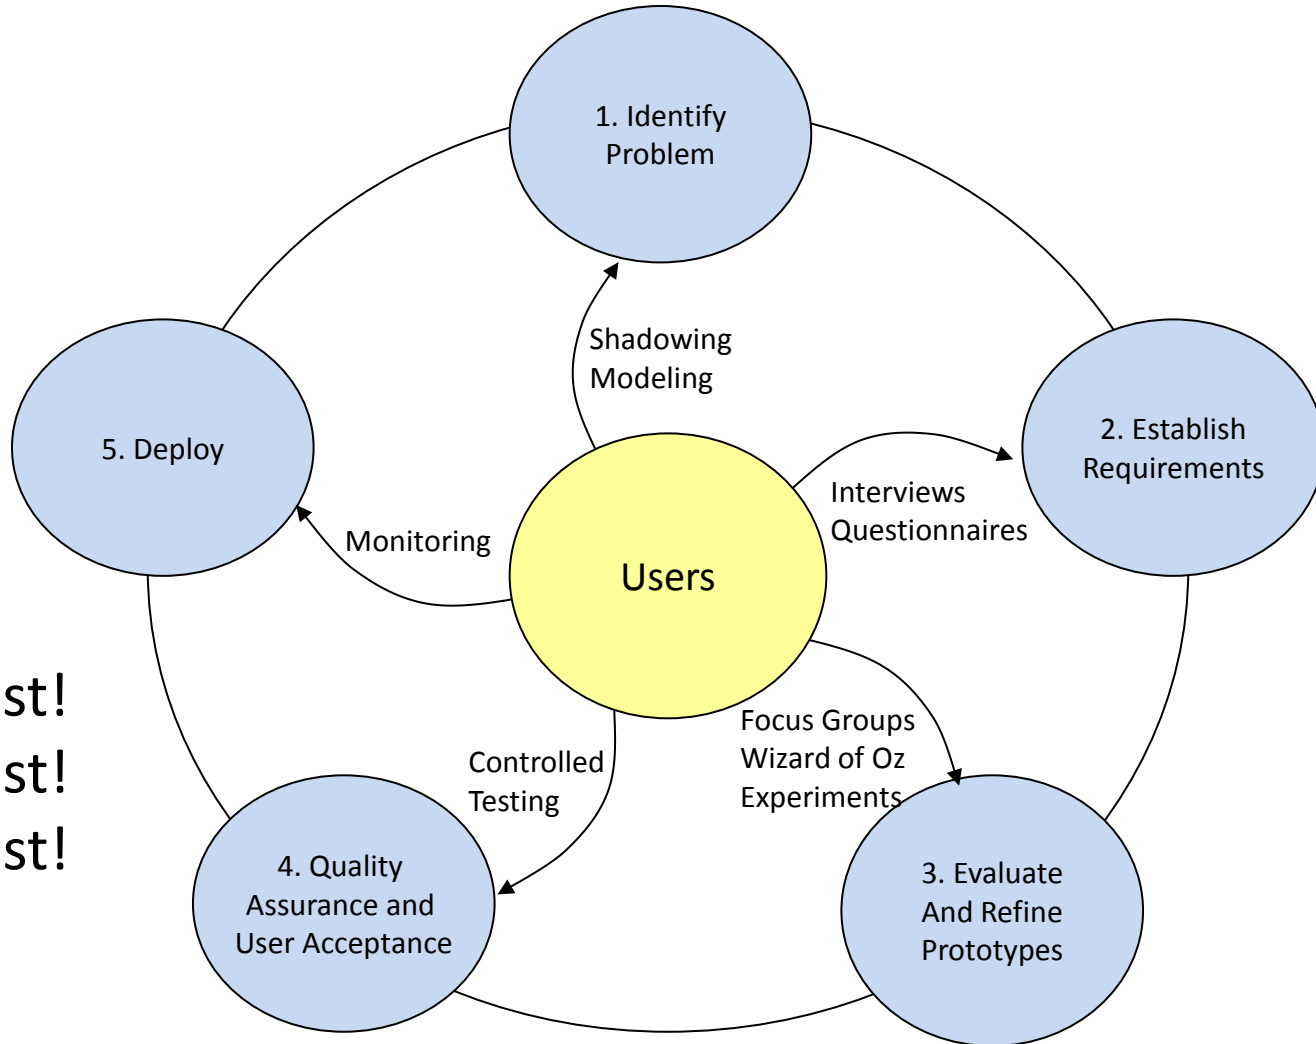 1. Identify
Problem
Shadowing
Modeling
5. Deploy
2. Establish
Requirements
Interviews
Questionnaires
Monitoring
Users
st!
st!
st!
Focus Groups
Wizard of Oz
Experiments
Controlled
Testing
4. Quality
Assurance and
User Acceptance
3. Evaluate
And Refine
Prototypes